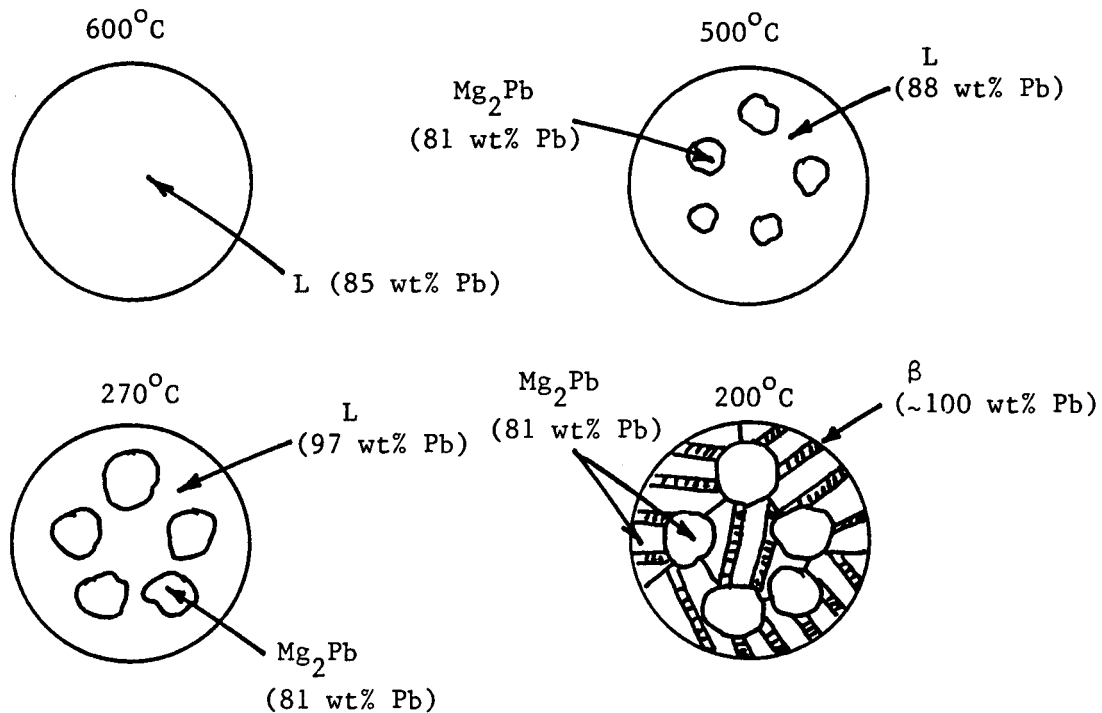 600°C
L (85 wt% Pb)
500°C
L
(88 wt% Pb)
Mg₂Pb
(81 wt% Pb)
270°C
L
(97 wt% Pb)
Mg₂Pb
(81 wt% Pb)
Mg₂Pb
(81 wt% Pb)
200°C
β
(~100 wt% Pb)